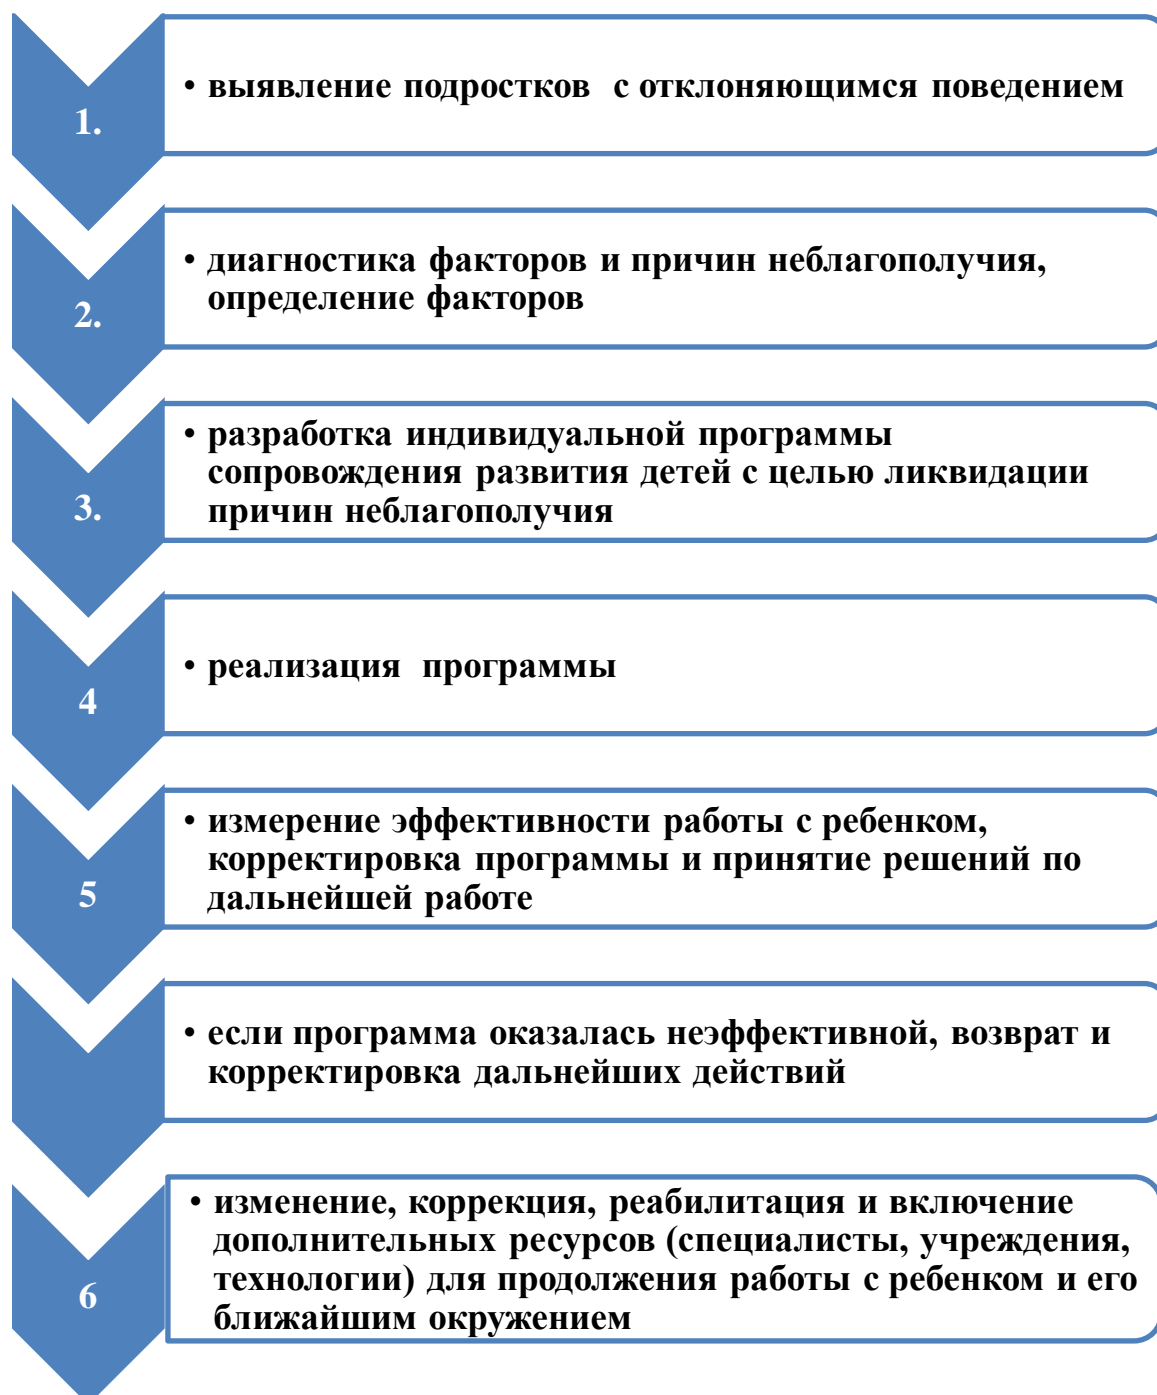 1.
• выявление подростков с отклоняющимся поведением
2.
• диагностика факторов и причин неблагополучия,
определение факторов
3.
• разработка индивидуальной программы
сопровождения развития детей с целью ликвидации
причин неблагополучия
4
• реализация программы
5
• измерение эффективности работы с ребенком,
корректировка программы и принятие решений по
дальнейшей работе
• если программа оказалась неэффективной, возврат и
корректировка дальнейших действий
6
• изменение, коррекция, реабилитация и включение
дополнительных ресурсов (специалисты, учреждения,
технологии) для продолжения работы с ребенком и его
ближайшим окружением